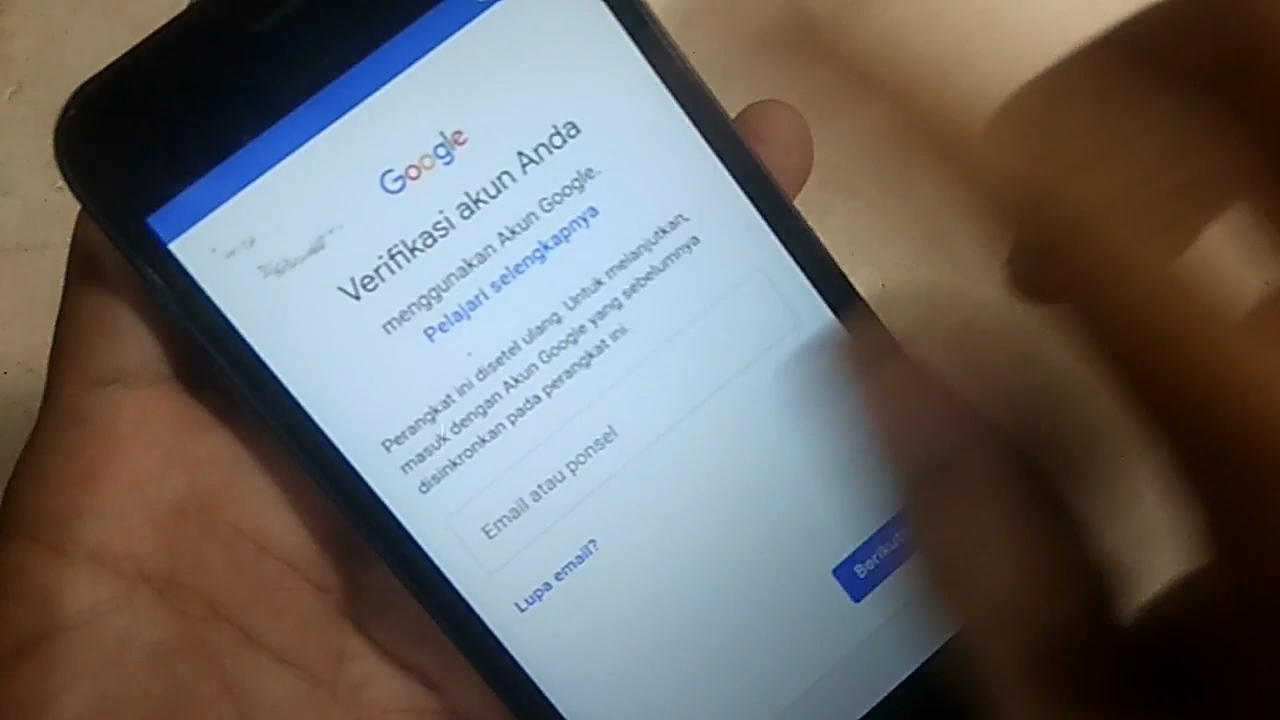 Google
Verifikasi akun Anda
menggunakan Akun Google.
Pelajari selengkapnya
Perangkat ini disetel ulang. Untuk melanjutkan,
masuk dengan Akun Google yang sebelumnya
disinkronkan pada perangkat ini.
Email atau ponsel
Lupa email?